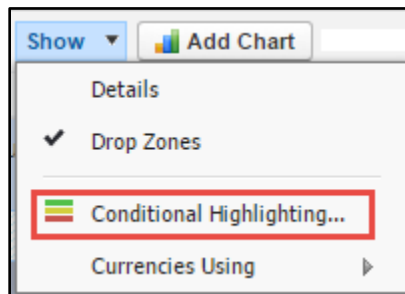 Show Add Chart
Details
Drop Zones
Conditional Highlighting...
Currencies Using